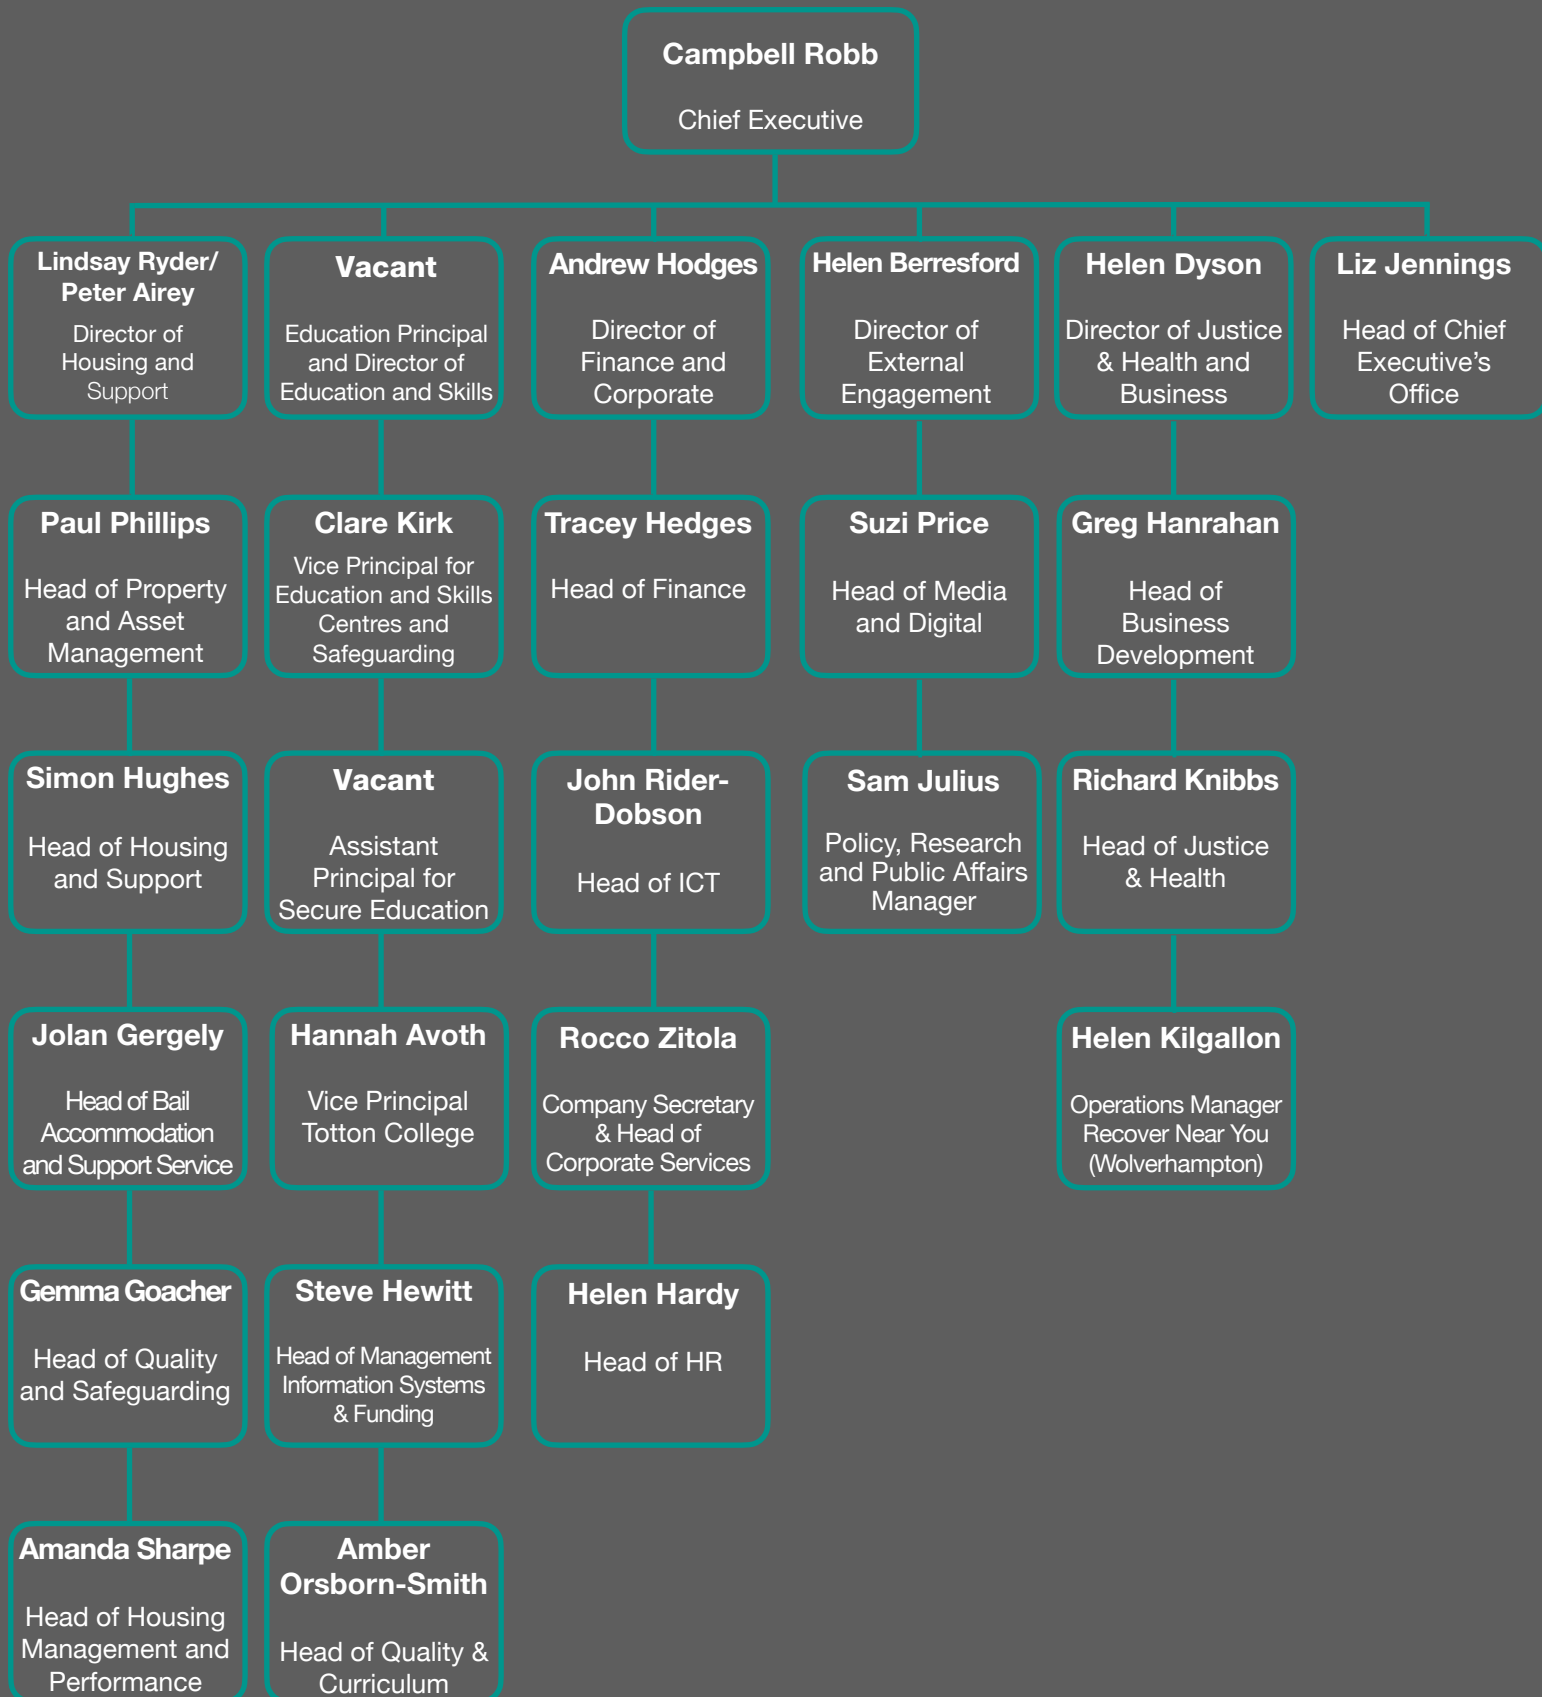 Campbell Robb
Chief Executive
Lindsay Ryder/
Peter Airey
Director of
Housing and
Support
Vacant
Education Principal
and Director of
Education and Skills
Andrew Hodges
Director of
Finance and
Corporate
Helen Berresford
Director of
External
Engagement
Helen Dyson
Director of Justice
& Health and
Business
Liz Jennings
Head of Chief
Executive’s
Office
Paul Phillips
Head of Property
and Asset
Management
Clare Kirk
Vice Principal for
Education and Skills
Centres and
Safeguarding
Tracey Hedges
Head of Finance
Suzi Price
Head of Media
and Digital
Greg Hanrahan
Head of
Business
Development
Simon Hughes
Head of Housing
and Support
Vacant
Assistant
Principal for
Secure Education
John Rider-
Dobson
Head of ICT
Sam Julius
Policy, Research
and Public Affairs
Manager
Richard Knibbs
Head of Justice
& Health
Jolan Gergely
Head of Bail
Accommodation
and Support Service
Hannah Avoth
Vice Principal
Totton College
Rocco Zitola
Company Secretary
& Head of
Corporate Services
Helen Kilgallon
Operations Manager
Recover Near You
(Wolverhampton)
Gemma Goacher
Head of Quality
and Safeguarding
Steve Hewitt
Head of Management
Information Systems
& Funding
Helen Hardy
Head of HR
Amanda Sharpe
Head of Housing
Management and
Performance
Amber
Orsborn-Smith
Head of Quality &
Curriculum